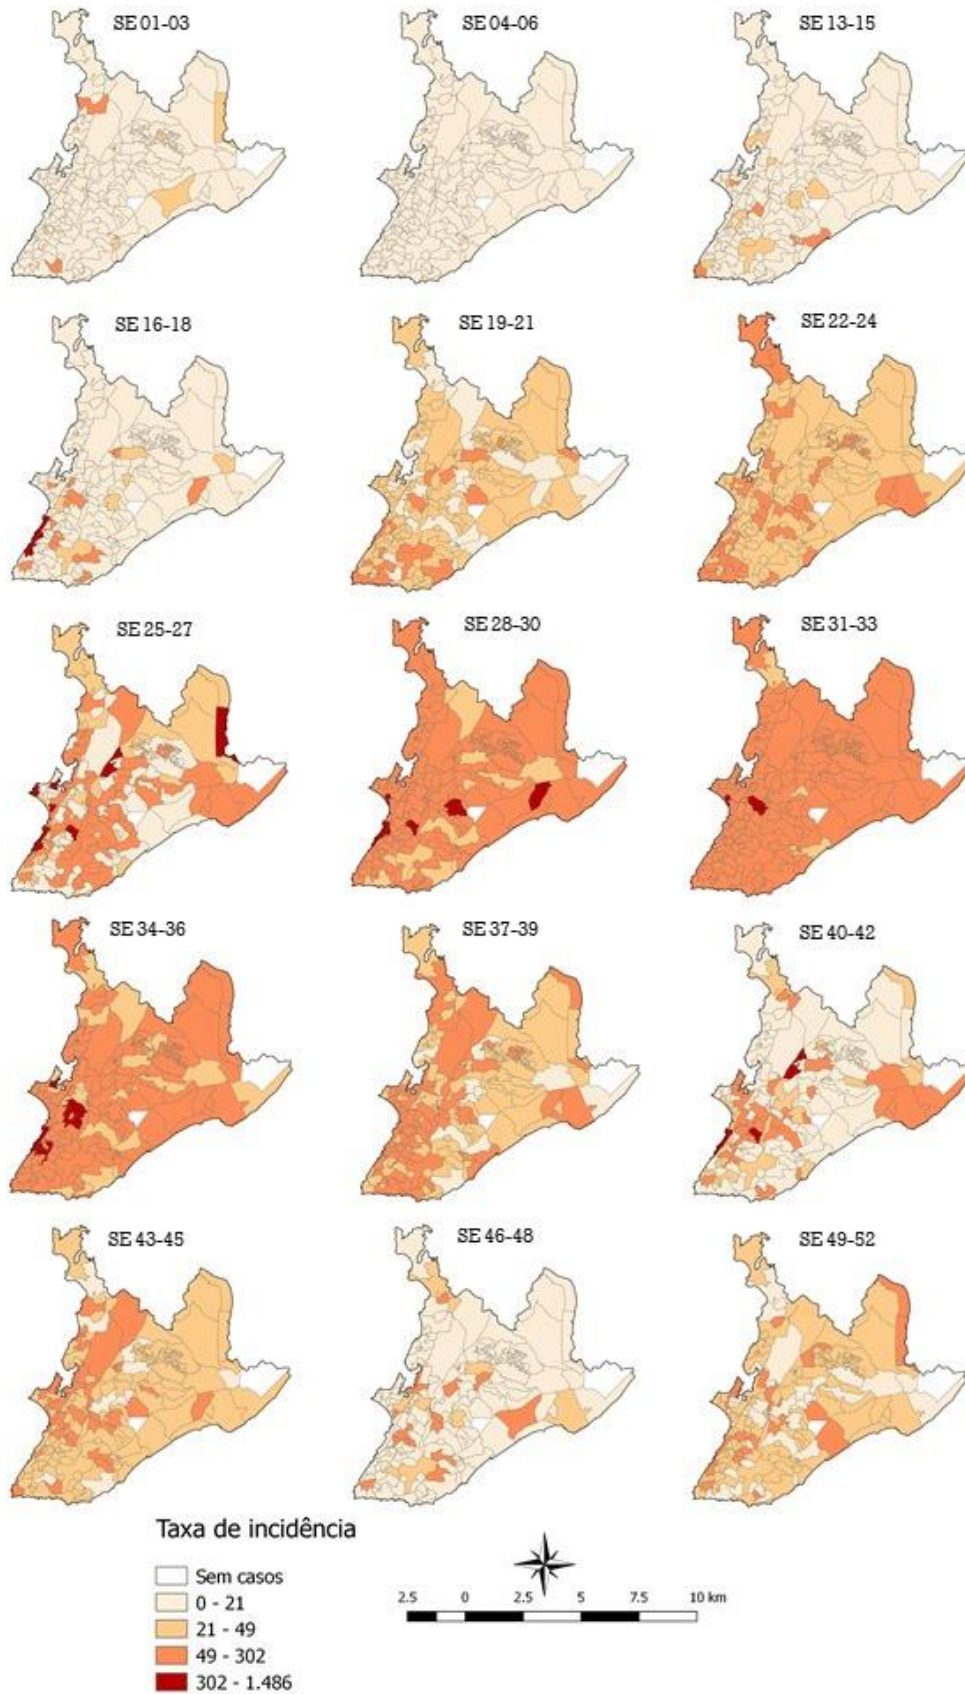 SE 01-03
SE 04-06
SE 13-15
SE 16-18
SE 19-21
SE 22-24
SE 25-27
SE 28-30
SE 31-33
SE 34-36
SE 37-39
SE 40-42
SE 43-45
SE 46-48
SE 49-52
Taxa de incidência
Sem casos
0 - 21
21 - 49
49 - 302
302 - 1.486
2.5 0 2.5 5 7.5 10 km